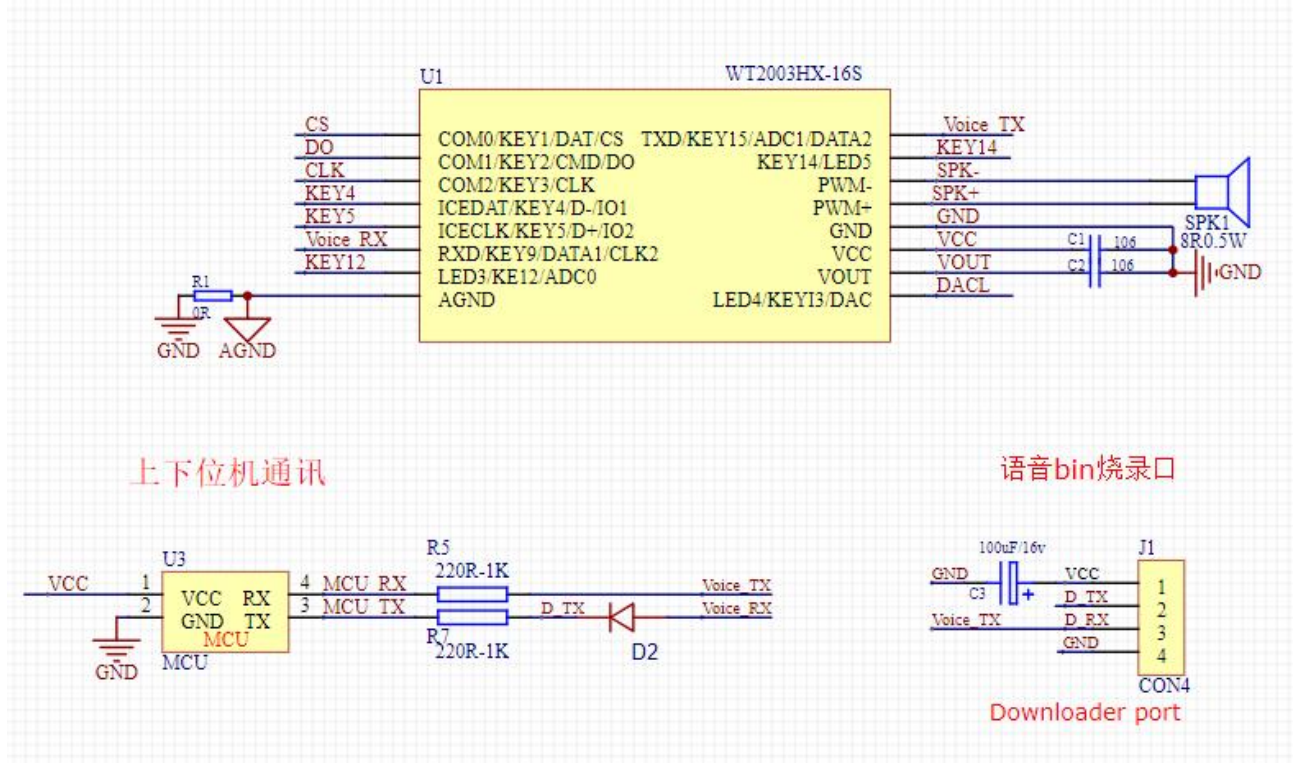 U1 WT2003HX-16S
CS COM0/KEY1/DAT/CS TXD/KEY15/ADC1/DATA2 Voice_TX
DO COM1/KEY2/CMD/DO KEY14/LED5 KEY14
CLK COM2/KEY3/CLK PWM- SPK-
KEY4 ICEDAT/KEY4/D-/IO1 PWM+ SPK+
KEY5 ICECLK/KEY5/D+/IO2 GND GND SPK1
Voice_RX RXD/KEY9/DATA1/CLK2 VCC VCC C1 106 8R0.5W
KEY12 LED3/KE12/ADC0 VOUT VOUT C2 106 GND
R1 AGND LED4/KEYI3/DAC DACL
0R
GND AGND
上下位机通讯 语音bin烧录口
U3 R5 100uF/16v J1
VCC 1 VCC RX 4 MCU_RX 220R-1K Voice_TX GND C3 + VCC 1
2 GND TX 3 MCU_TX D_TX Voice_RX D_TX 2
MCU R7 Voice_TX D_RX 3
GND MCU 220R-1K D2 GND 4
CON4
Downloader port